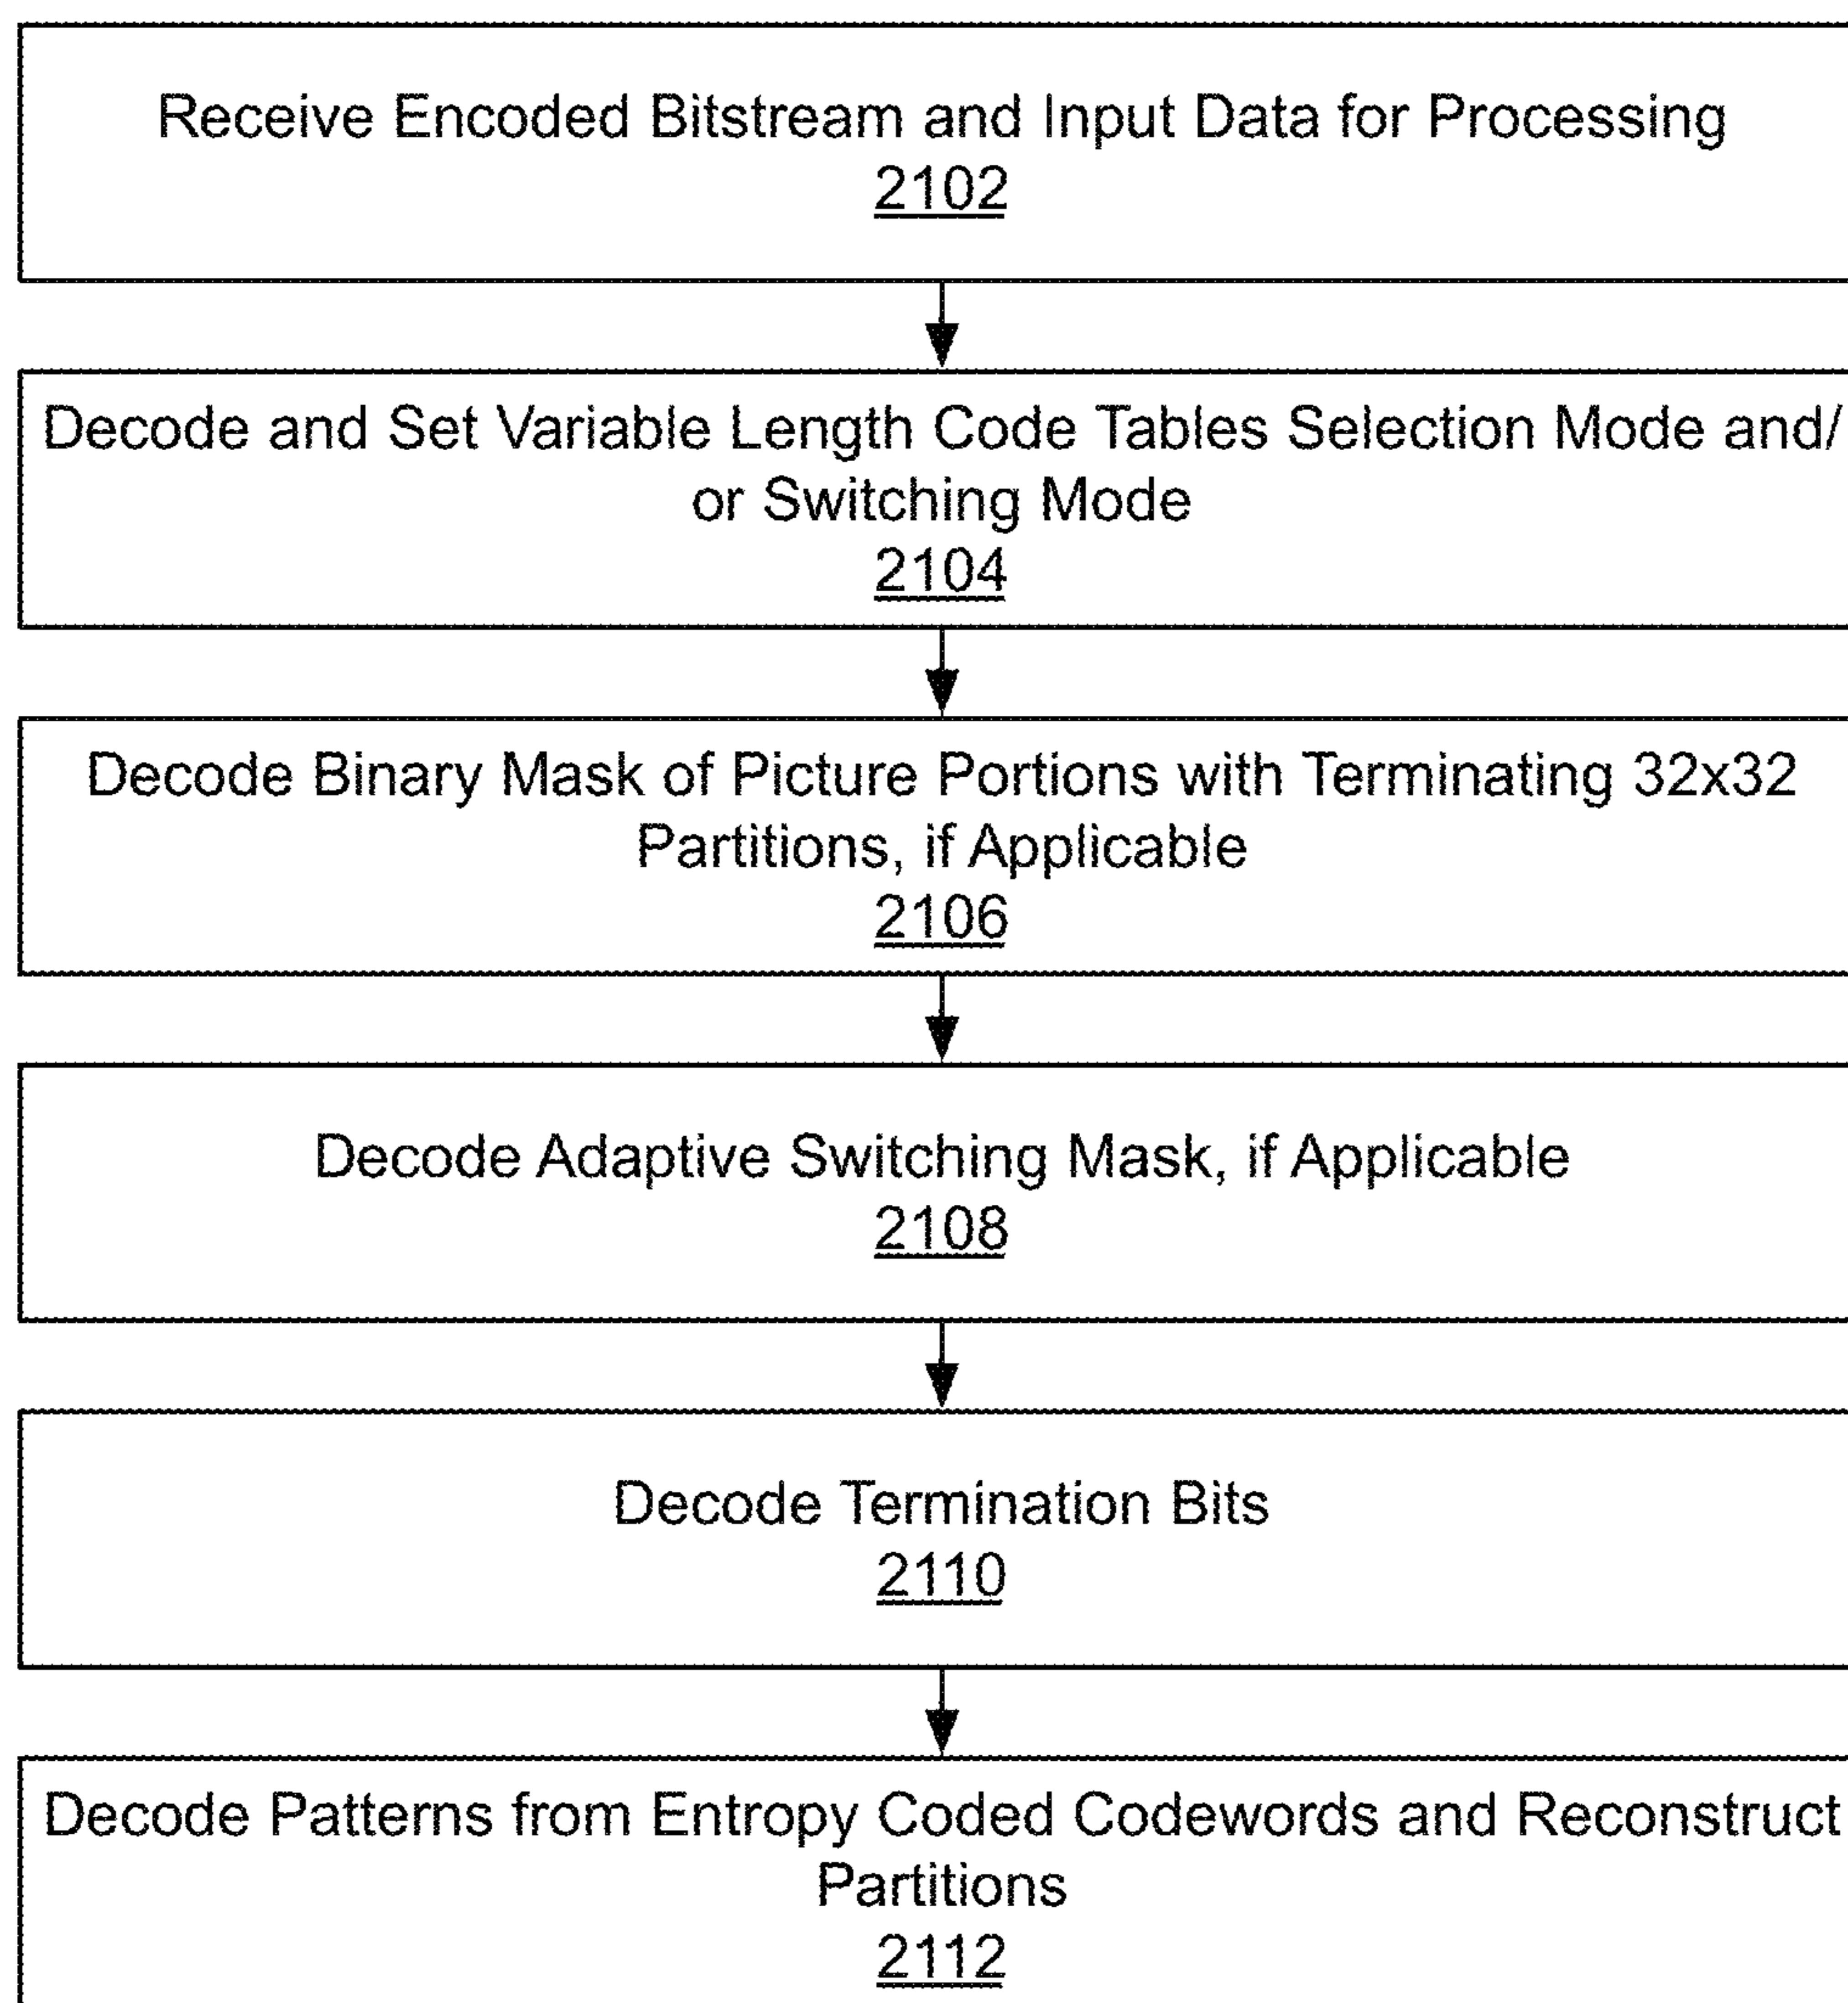 Receive Encoded Bitstream and Input Data for Processing
2102
Decode and Set Variable Length Code Tables Selection Mode and/
or Switching Mode
2104
Decode Binary Mask of Picture Portions with Terminating 32x32
Partitions, if Applicable
2106
Decode Adaptive Switching Mask, if Applicable
2108
Decode Termination Bits
2110
Decode Patterns from Entropy Coded Codewords and Reconstruct
Partitions
2112